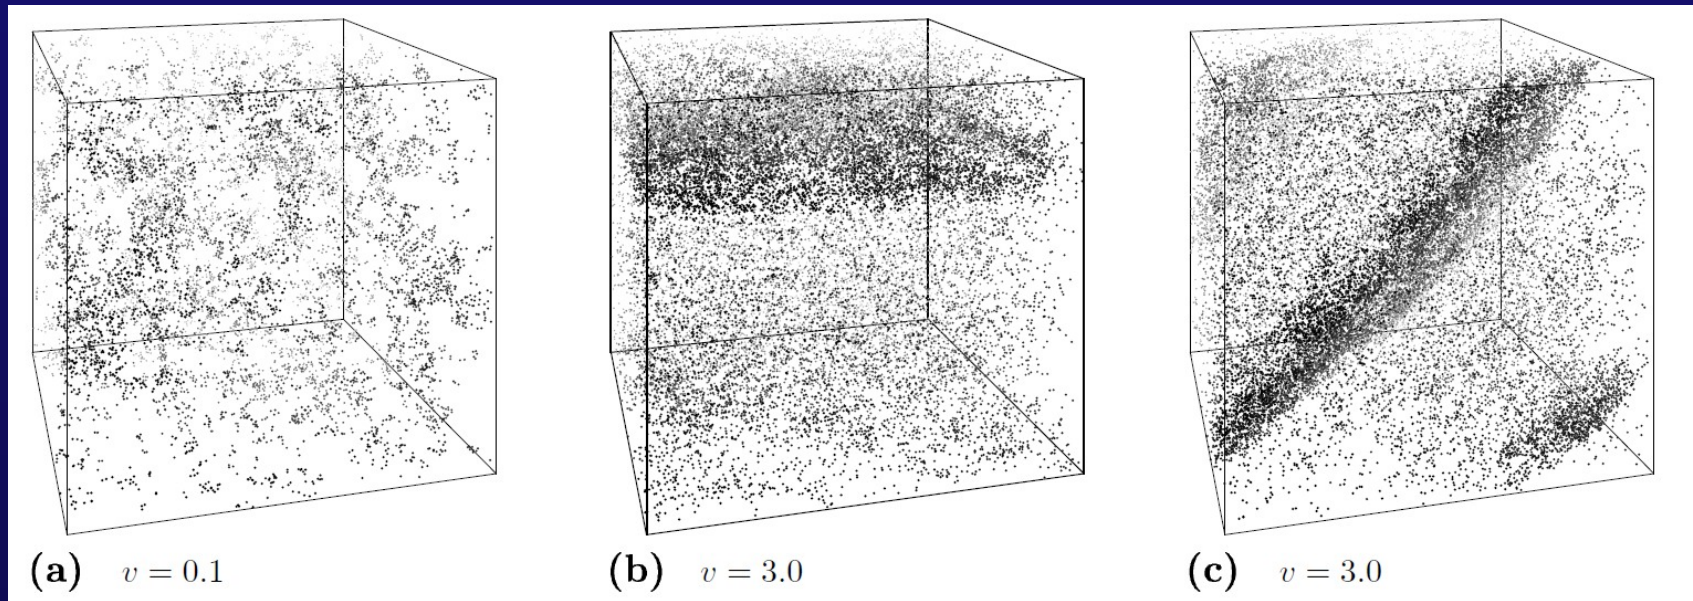 (a) v = 0.1
(b) v = 3.0
(c) v = 3.0